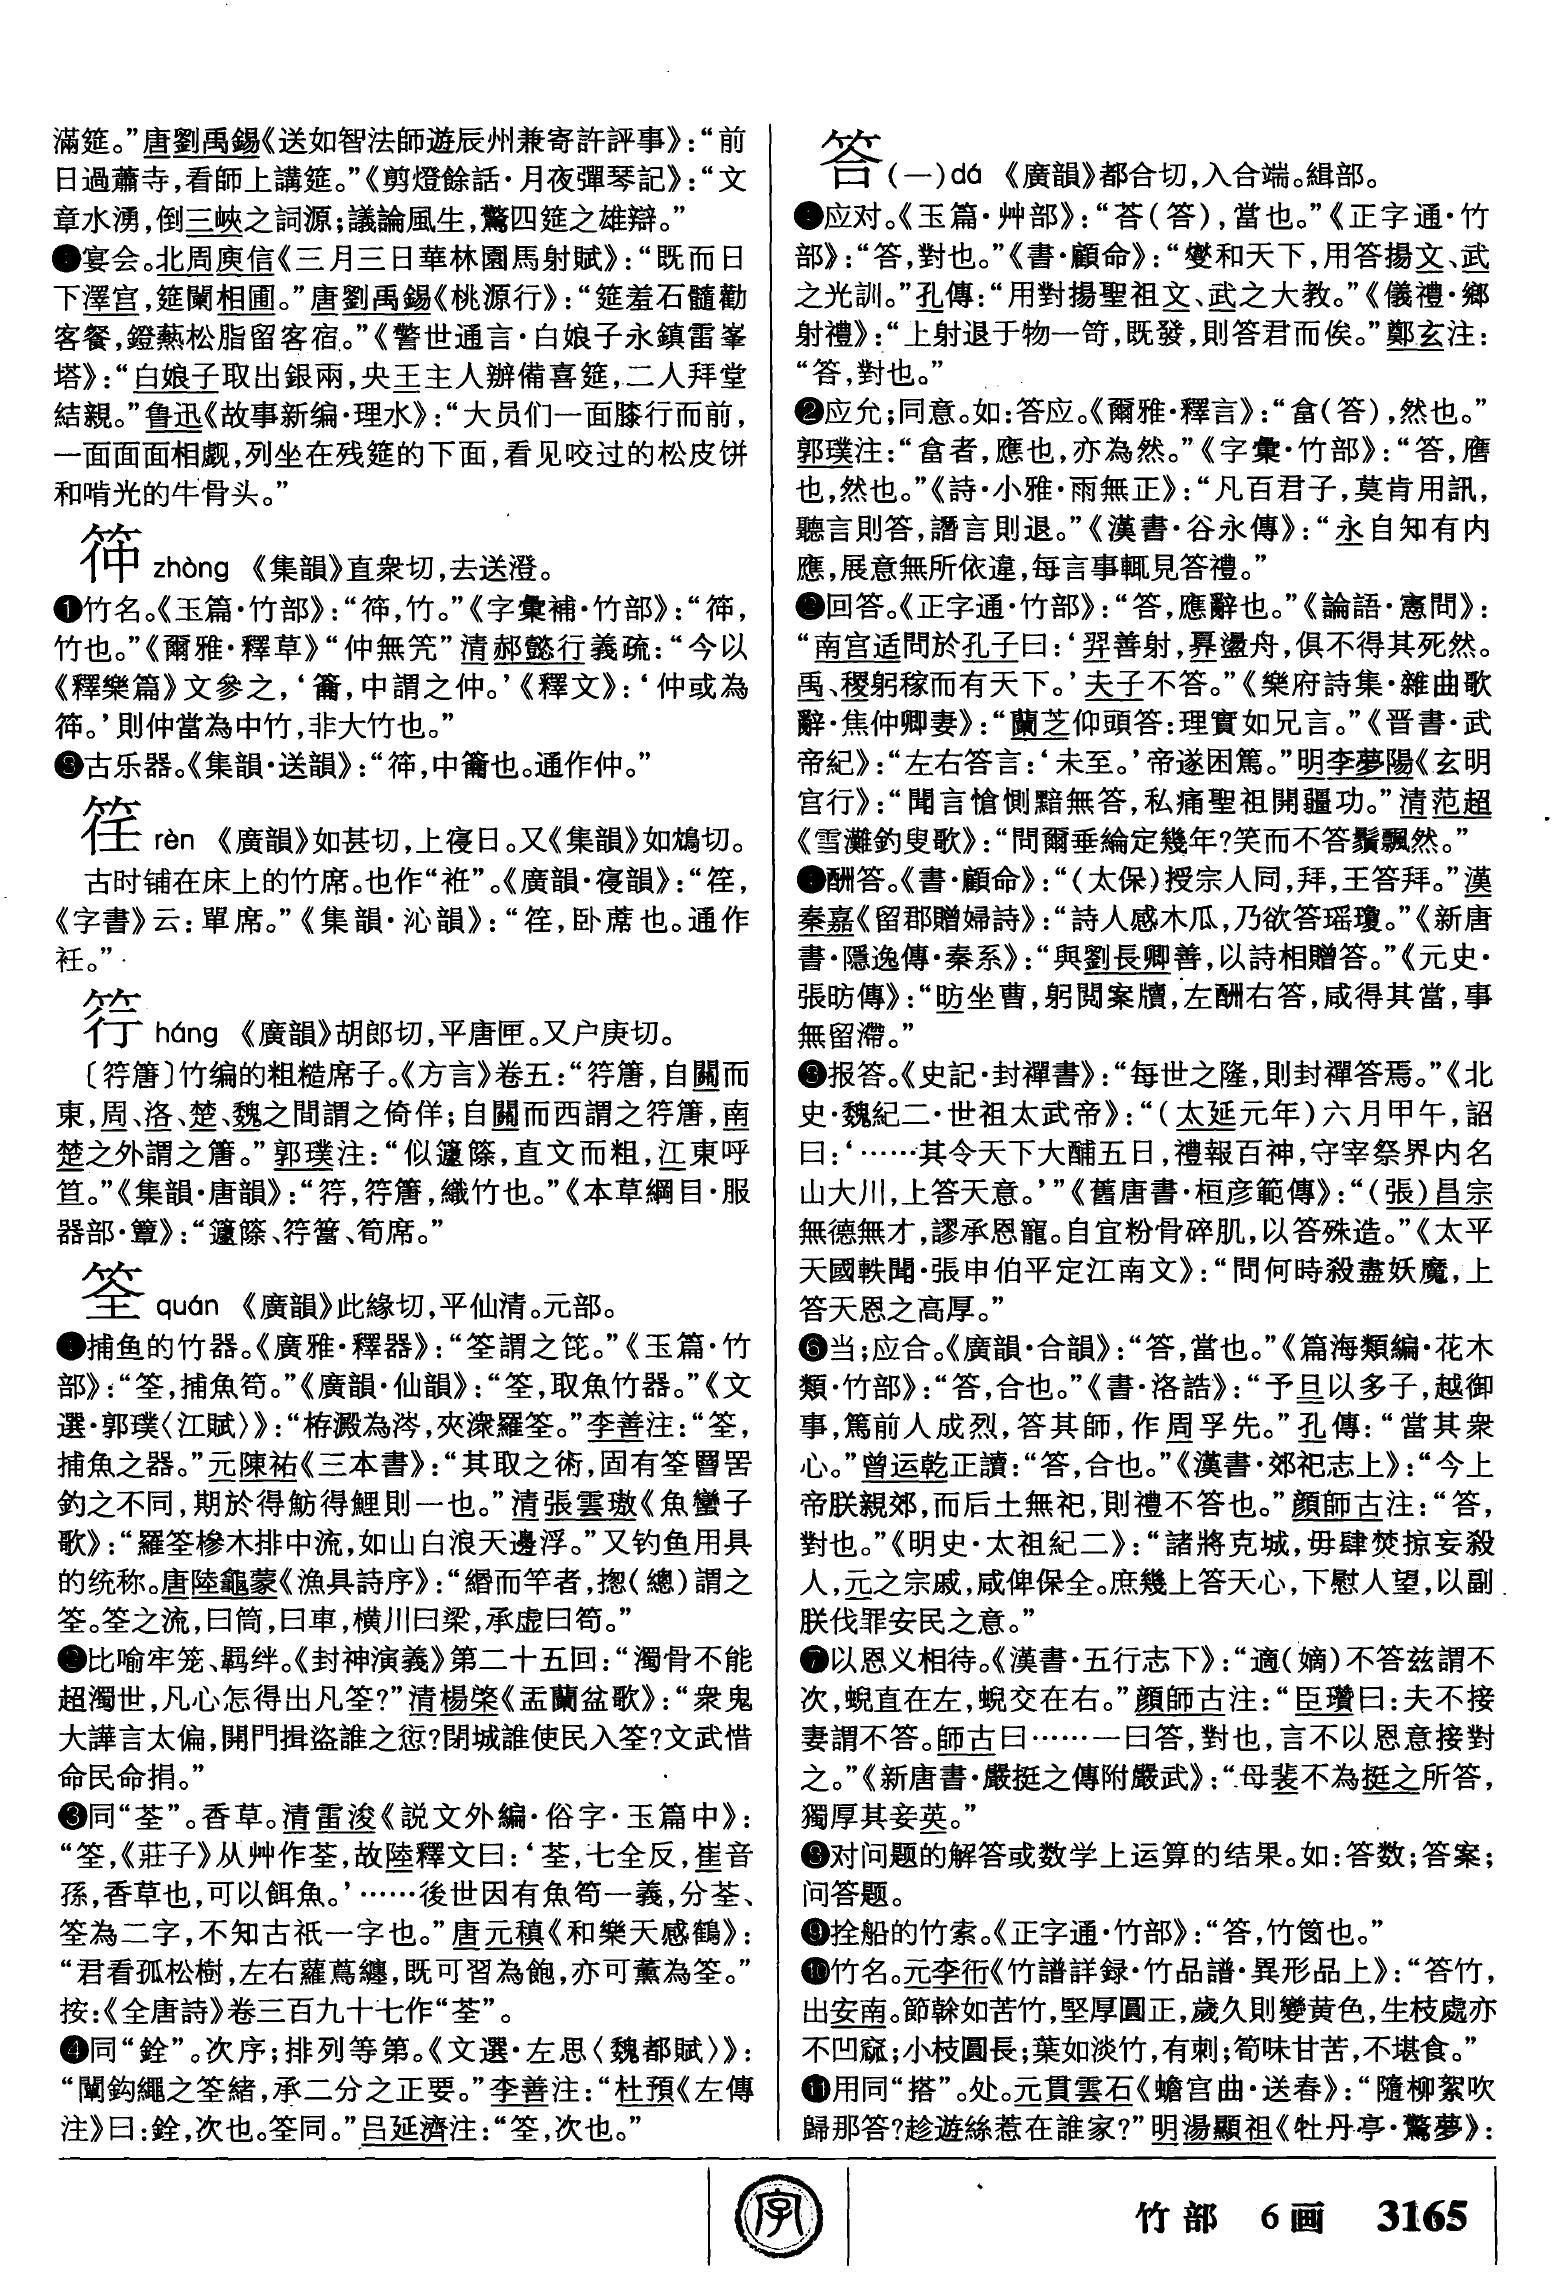 滿筵。”唐劉禹錫《送如智法師遊辰州兼寄許評事》：“前
日過蕭寺，看師上講筵。”《剪燈餘話·月夜彈琴記》：“文
章水湧，倒三峽之詞源；議論風生，驚四筵之雄辯。”
宴会。北周庾信《三月三日華林園馬射賦》：“既而日
下澤宫，筵闌相圃。”唐劉禹錫《桃源行》：“筵羞石髓勸
客餐，鐙爇松脂留客宿。”《警世通言·白娘子永鎮雷峯
塔》：“白娘子取出銀兩，央王主人辦備喜筵，二人拜堂
結親。”鲁迅《故事新编·理水》：“大员们一面膝行而前，
一面面面相觑，列坐在残筵的下面，看见咬过的松皮饼
和啃光的牛骨头。”
筗 zhòng 《集韻》直衆切，去送澄。
❶竹名。《玉篇·竹部》：“筗，竹。”《字彙補·竹部》：“筗，
竹也。”《爾雅·釋草》“仲無笐”清郝懿行義疏：“今以
《釋樂篇》文參之，‘籥，中謂之仲。’《釋文》：‘仲或為
筗。’則仲當為中竹，非大竹也。”
❷古乐器。《集韻·送韻》：“筗，中籥也。通作仲。”
䇮 rèn 《廣韻》如甚切，上寑日。又《集韻》如鴆切。
古时铺在床上的竹席。也作“袵”。《廣韻·寑韻》：“䇮，
《字書》云：單席。”《集韻·沁韻》：“䇮，卧蓆也。通作
衽。”
筕 háng 《廣韻》胡郎切，平唐匣。又户庚切。
〔筕篖〕竹编的粗糙席子。《方言》卷五：“筕篖，自關而
東，周、洛、楚、魏之間謂之倚佯；自關而西謂之筕篖，南
楚之外謂之篖。”郭璞注：“似籧篨，直文而粗，江東呼
笪。”《集韻·唐韻》：“筕，筕篖，織竹也。”《本草綱目·服
器部·簟》：“籧篨、筕簹、筍席。”
筌 quán 《廣韻》此緣切，平仙清。元部。
❶捕鱼的竹器。《廣雅·釋器》：“筌謂之笓。”《玉篇·竹
部》：“筌，捕魚笱。”《廣韻·仙韻》：“筌，取魚竹器。”《文
選·郭璞〈江賦〉》：“栫澱為涔，夾潨羅筌。”李善注：“筌，
捕魚之器。”元陳祐《三本書》：“其取之術，固有筌罾罟
釣之不同，期於得魴得鯉則一也。”清張雲璈《魚蠻子
歌》：“羅筌槮木排中流，如山白浪天邊浮。”又钓鱼用具
的统称。唐陸龜蒙《漁具詩序》：“緡而竿者，揔（總）謂之
筌。筌之流，曰筒，曰車，横川曰梁，承虚曰笱。”
❷比喻牢笼、羁绊。《封神演義》第二十五回：“濁骨不能
超濁世，凡心怎得出凡筌？”清楊棨《盂蘭盆歌》：“衆鬼
大譁言太偏，開門揖盗誰之愆？閉城誰使民入筌？文武惜
命民命捐。”
❸同“荃”。香草。清雷浚《説文外編·俗字·玉篇中》：
“筌，《莊子》从艸作荃，故陸釋文曰：‘荃，七全反，崔音
孫，香草也，可以餌魚。’……後世因有魚笱一義，分荃、
筌為二字，不知古祇一字也。”唐元稹《和樂天感鶴》：
“君看孤松樹，左右蘿蔦纏，既可習為飽，亦可薰為筌。”
按：《全唐詩》卷三百九十七作“荃”。
❹同“銓”。次序；排列等第。《文選·左思〈魏都賦〉》：
“闡鈎繩之筌緒，承二分之正要。”李善注：“杜預《左傳
注》曰：銓，次也。筌同。”吕延濟注：“筌，次也。”
答（一）dá 《廣韻》都合切，入合端。緝部。
❶应对。《玉篇·艸部》：“荅（答），當也。”《正字通·竹
部》：“答，對也。”《書·顧命》：“燮和天下，用答揚文、武
之光訓。”孔傳：“用對揚聖祖文、武之大教。”《儀禮·鄉
射禮》：“上射退于物一笴，既發，則答君而俟。”鄭玄注：
“答，對也。”
❷应允；同意。如：答应。《爾雅·釋言》：“畣（答），然也。”
郭璞注：“畣者，應也，亦為然。”《字彙·竹部》：“答，譍
也，然也。”《詩·小雅·雨無正》：“凡百君子，莫肯用訊，
聽言則答，譖言則退。”《漢書·谷永傳》：“永自知有内
應，展意無所依違，每言事輒見答禮。”
❸回答。《正字通·竹部》：“答，應辭也。”《論語·憲問》：
“南宫适問於孔子曰：‘羿善射，奡盪舟，俱不得其死然。
禹、稷躬稼而有天下。’夫子不答。”《樂府詩集·雜曲歌
辭·焦仲卿妻》：“蘭芝仰頭答：理實如兄言。”《晋書·武
帝紀》：“左右答言：‘未至。’帝遂困篤。”明李夢陽《玄明
宫行》：“聞言愴惻黯無答，私痛聖祖開疆功。”清范超
《雪灘釣叟歌》：“問爾垂綸定幾年？笑而不答鬚飄然。”
❹酬答。《書·顧命》：“（太保）授宗人同，拜，王答拜。”漢
秦嘉《留郡贈婦詩》：“詩人感木瓜，乃欲答瑶瓊。”《新唐
書·隱逸傳·秦系》：“與劉長卿善，以詩相贈答。”《元史·
張昉傳》：“昉坐曹，躬閲案牘，左酬右答，咸得其當，事
無留滯。”
❺报答。《史記·封禪書》：“每世之隆，則封禪答焉。”《北
史·魏紀二·世祖太武帝》：“（太延元年）六月甲午，詔
曰：‘……其令天下大酺五日，禮報百神，守宰祭界内名
山大川，上答天意。’”《舊唐書·桓彦範傳》：“（張）昌宗
無德無才，謬承恩寵。自宜粉骨碎肌，以答殊造。”《太平
天國軼聞·張申伯平定江南文》：“問何時殺盡妖魔，上
答天恩之高厚。”
❻当；应合。《廣韻·合韻》：“答，當也。”《篇海類編·花木
類·竹部》：“答，合也。”《書·洛誥》：“予旦以多子，越御
事，篤前人成烈，答其師，作周孚先。”孔傳：“當其衆
心。”曾运乾正讀：“答，合也。”《漢書·郊祀志上》：“今上
帝朕親郊，而后土無祀，則禮不答也。”顔師古注：“答，
對也。”《明史·太祖紀二》：“諸將克城，毋肆焚掠妄殺
人，元之宗戚，咸俾保全。庶幾上答天心，下慰人望，以副
朕伐罪安民之意。”
❼以恩义相待。《漢書·五行志下》：“適（嫡）不答兹謂不
次，蜺直在左，蜺交在右。”顔師古注：“臣瓚曰：夫不接
妻謂不答。師古曰……一曰答，對也，言不以恩意接對
之。”《新唐書·嚴挺之傳附嚴武》：“母裴不為挺之所答，
獨厚其妾英。”
❽对问题的解答或数学上运算的结果。如：答数；答案；
问答题。
❾拴船的竹索。《正字通·竹部》：“答，竹䈄也。”
❿竹名。元李衎《竹譜詳録·竹品譜·異形品上》：“答竹，
出安南。節幹如苦竹，堅厚圓正，歲久則變黄色，生枝處亦
不凹窊；小枝圓長；葉如淡竹，有刺；筍味甘苦，不堪食。”
⓫用同“搭”。处。元貫雲石《蟾宫曲·送春》：“隨柳絮吹
歸那答？趁遊絲惹在誰家？”明湯顯祖《牡丹亭·驚夢》：
字
竹部 6画 3165